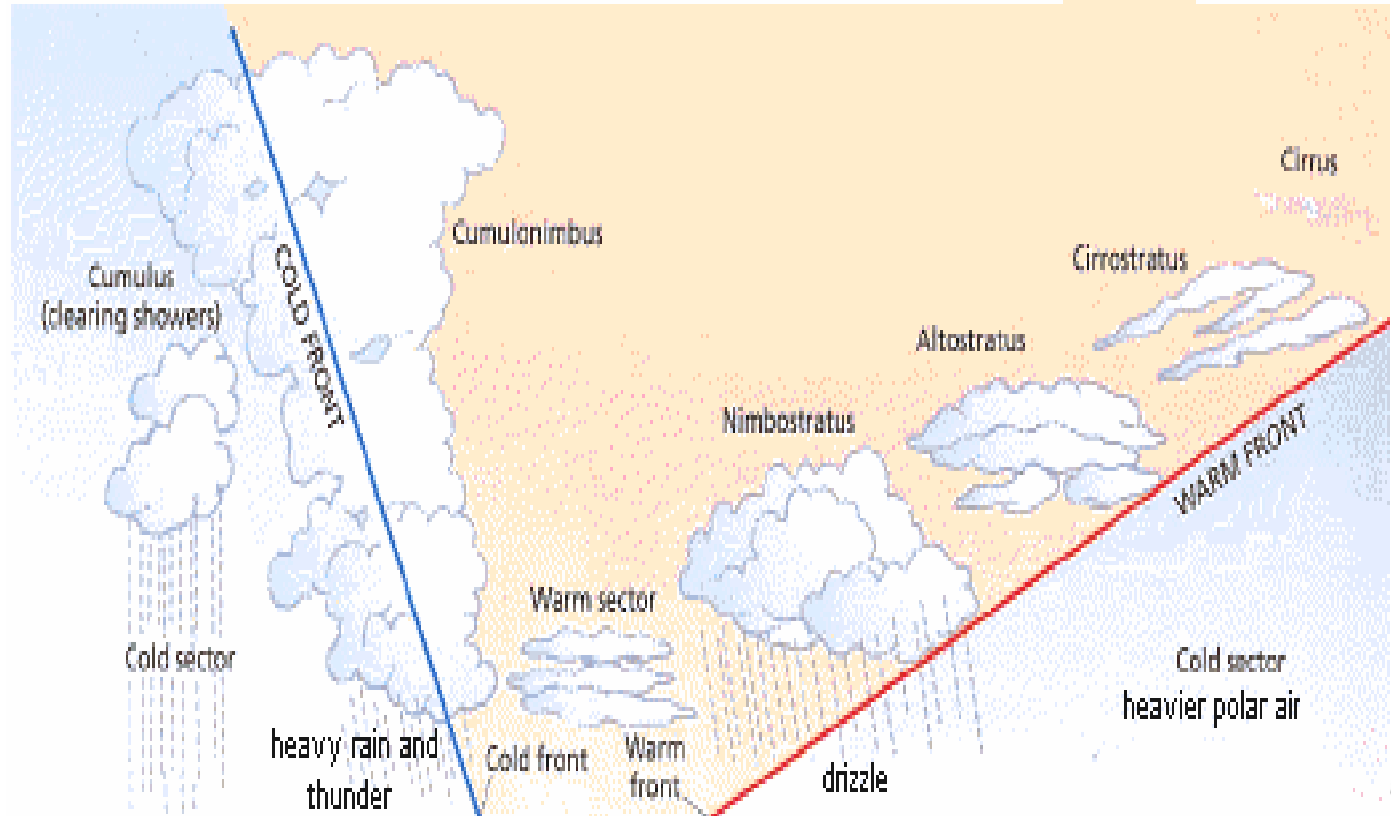 Cirrus
Cumulonimbus
Cirrostratus
Cumulus
(clearing showers)
COLD FRONT
Altostratus
Nimbostratus
WARM FRONT
Warm sector
Cold sector
Cold sector
heavier polar air
heavy rain and
thunder
Cold front
Warm
front
drizzle